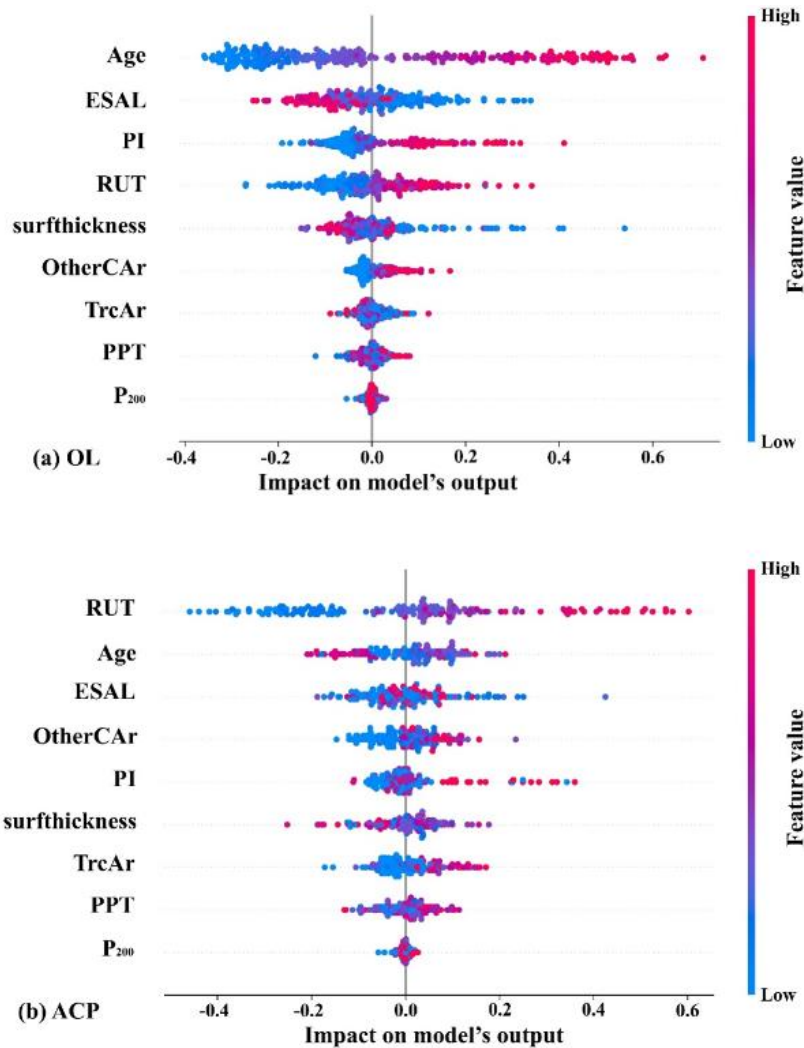 High
Age
ESAL
PI
RUT
surfthickness
OtherCAr
TrcAr
PPT
P200
Feature value
Low
-0.4 -0.2 0.0 0.2 0.4 0.6
(a) OL
Impact on model's output
High
RUT
Age
ESAL
OtherCAr
PI
surfthickness
TrcAr
PPT
P200
Feature value
Low
-0.4 -0.2 0.0 0.2 0.4 0.6
(b) ACP
Impact on model's output